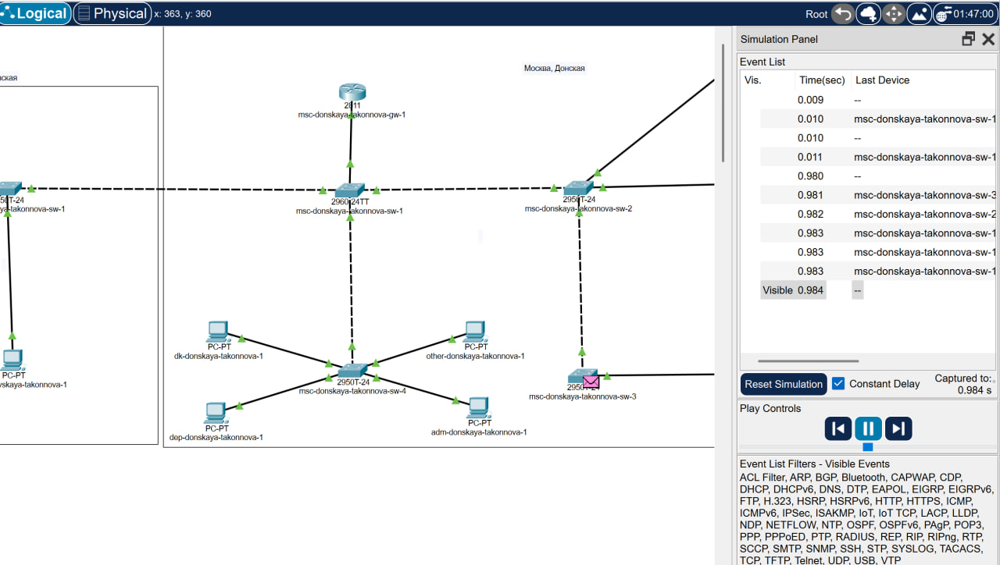 Logical Physical x: 363, y: 360 Root 01:47:00
Simulation Panel
Event List
Vis. Time(sec) Last Device
0.009 --
0.010 msc-donskaya-takonnova-sw-1
0.010 --
0.011 msc-donskaya-takonnova-sw-1
0.980 --
0.981 msc-donskaya-takonnova-sw-3
0.982 msc-donskaya-takonnova-sw-2
0.983 msc-donskaya-takonnova-sw-1
0.983 msc-donskaya-takonnova-sw-1
0.983 msc-donskaya-takonnova-sw-1
Visible 0.984 --
Reset Simulation Constant Delay Captured to:
0.984 s
Play Controls
Event List Filters - Visible Events
ACL Filter, ARP, BGP, Bluetooth, CAPWAP, CDP,
DHCP, DHCPv6, DNS, DTP, EAPOL, EIGRP, EIGRPv6,
FTP, H.323, HSRP, HSRPv6, HTTP, HTTPS, ICMP,
ICMPv6, IPSec, ISAKMP, IoT, IoT TCP, LACP, LLDP,
NDP, NETFLOW, NTP, OSPF, OSPFv6, PAgP, POP3,
PPP, PPPoED, PTP, RADIUS, REP, RIP, RIPng, RTP,
SCCP, SMTP, SNMP, SSH, STP, SYSLOG, TACACS,
TCP, TFTP, Telnet, UDP, USB, VTP
нская
50T-24
ya-takonnova-sw-1
PC-PT
vskaya-takonnova-1
Москва, Донская
2811
msc-donskaya-takonnova-gw-1
2960-24TT
msc-donskaya-takonnova-sw-1
2950T-24
msc-donskaya-takonnova-sw-2
PC-PT
dk-donskaya-takonnova-1
PC-PT
other-donskaya-takonnova-1
2950T-24
msc-donskaya-takonnova-sw-4
2950T-24
msc-donskaya-takonnova-sw-3
PC-PT
dep-donskaya-takonnova-1
PC-PT
adm-donskaya-takonnova-1